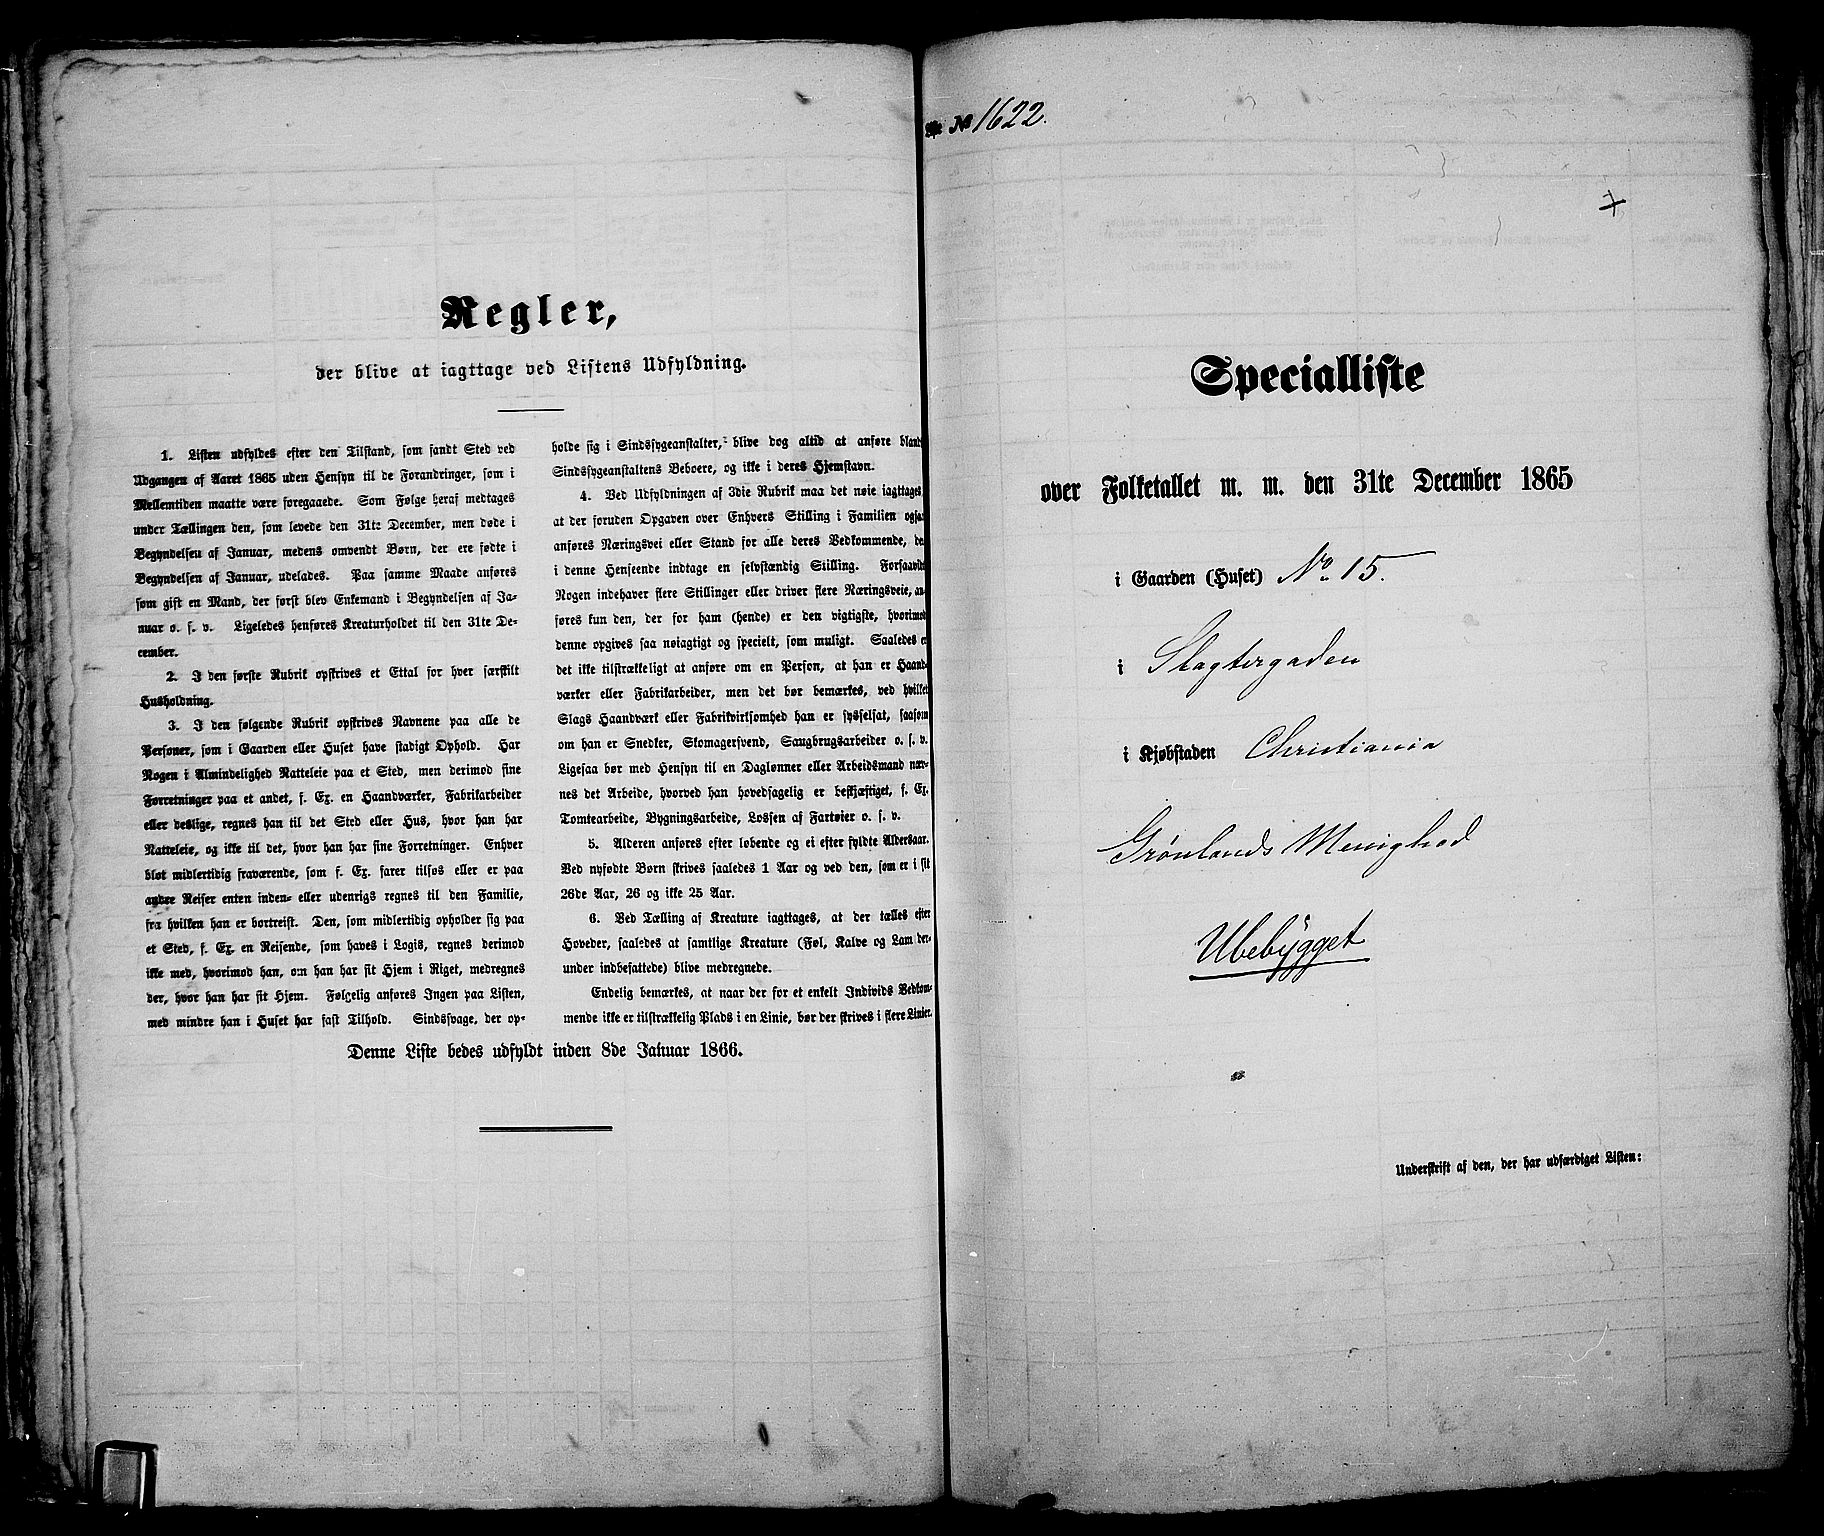 Regler,
der blive at iagttage ved Listens Udfyldning.
1. Listen udfyldes efter den Tilstand, som fandt Sted ved
Udgangen af Aaret 1865 uden Hensyn til de Forandringer, som i
Mellemtiden maatte være foregaaede. Som Følge heraf medtages
under Tællingen den, som levede den 31te December, men døde i
Begyndelsen af Januar, medens omvendt Børn, der ere fødte i
Begyndelsen af Januar, udelades. Paa samme Maade anføres
som gift en Mand, der først blev Enkemand i Begyndelsen af Ja-
nuar o. s. v. Ligeledes henføres Kreaturholdet til den 31te De-
cember.
2. I den første Rubrik opskrives et Ettal for hver særskilt
Husholdning.
3. I den følgende Rubrik opskrives Navnene paa alle de
Personer, som i Gaarden eller Huset have stadigt Ophold. Har
Nogen i Almindelighed Natteleie paa et Sted, men derimod sine
Forretninger paa et andet, f. Ex. en Haandværker, Fabrikarbeider
eller deslige, regnes han til det Sted eller Hus, hvor han har
Natteleie, og ikke til det, hvor han har sine Forretninger. Enhver
blot midlertidig fraværende, som f. Ex. farer tilsøs eller er paa
andre Reiser enten inden- eller udenrigs regnes til den Familie,
fra hvilken han er bortreist. Den, som midlertidig opholder sig paa
et Sted, f. Ex. en Reisende, som haves i Logis, regnes derimod
ikke med, hvorimod han, om han har sit Hjem i Riget, medregnes
der, hvor han har sit Hjem. Følgelig anføres Ingen paa Listen,
med mindre han i Huset har fast Tilhold. Sindssvage, der op-
holde sig i Sindssygeanstalter, blive dog altid at anføre blandt
Sindssygeanstaltens Beboere, og ikke i deres Hjemstavn.
4. Ved Udfyldningen af 3die Rubrik maa det nøie iagttages,
at der foruden Opgaven over Enhvers Stilling i Familien ogsaa
anføres Næringsvei eller Stand for alle deres Vedkommende, de
i denne Henseende indtage en selvstændig Stilling. Forsaavidt
Nogen indehaver flere Stillinger eller driver flere Næringsveie, an-
føres kun den, der for ham (hende) er den vigtigste, hvorimod
denne opgives saa nøiagtigt og specielt, som muligt. Saaledes er
det ikke tilstrækkeligt at anføre om en Person, at han er Haand-
værker eller Fabrikarbeider, men det bør bemærkes, ved hvilket
Slags Haandværk eller Fabrikvirksomhed han er sysselsat, saasom
om han er Snedker, Skomagersvend, Saugbrugsarbeider o. s. v.
Ligesaa bør med Hensyn til en Daglønner eller Arbeidsmand næv-
nes det Arbeide, hvorved han hovedsagelig er beskjæftiget, f. Ex.
Tomtearbeide, Bygningsarbeide, Lossen af Fartøier o. s. v.
5. Alderen anføres efter løbende og ei efter fyldte Aldersaar.
Ved nyfødte Børn skrives saaledes 1 Aar og ved den, som er i sit
26de Aar, 26 og ikke 25 Aar.
6. Ved Tælling af Kreature iagttages, at der tælles efter
Hoveder, saaledes at samtlige Kreature (Føl, Kalve og Lam der-
under indbefattede) blive medregnede.
Endelig bemærkes, at naar der for et enkelt Individs Vedkom-
mende ikke er tilstrækkelig Plads i en Linie, bør der skrives i flere Linier.
Denne Liste bedes udfyldt inden 8de Januar 1866.
№ 1622.
Specialliste
over Folketallet m. m. den 31te December 1865
i Gaarden (Huset) No. 15.
i Slagtergaden
i Kjøbstaden Christiania
Grønlands Menighed
Ubebygget
Underskrift af den, der har udfærdiget Listen: